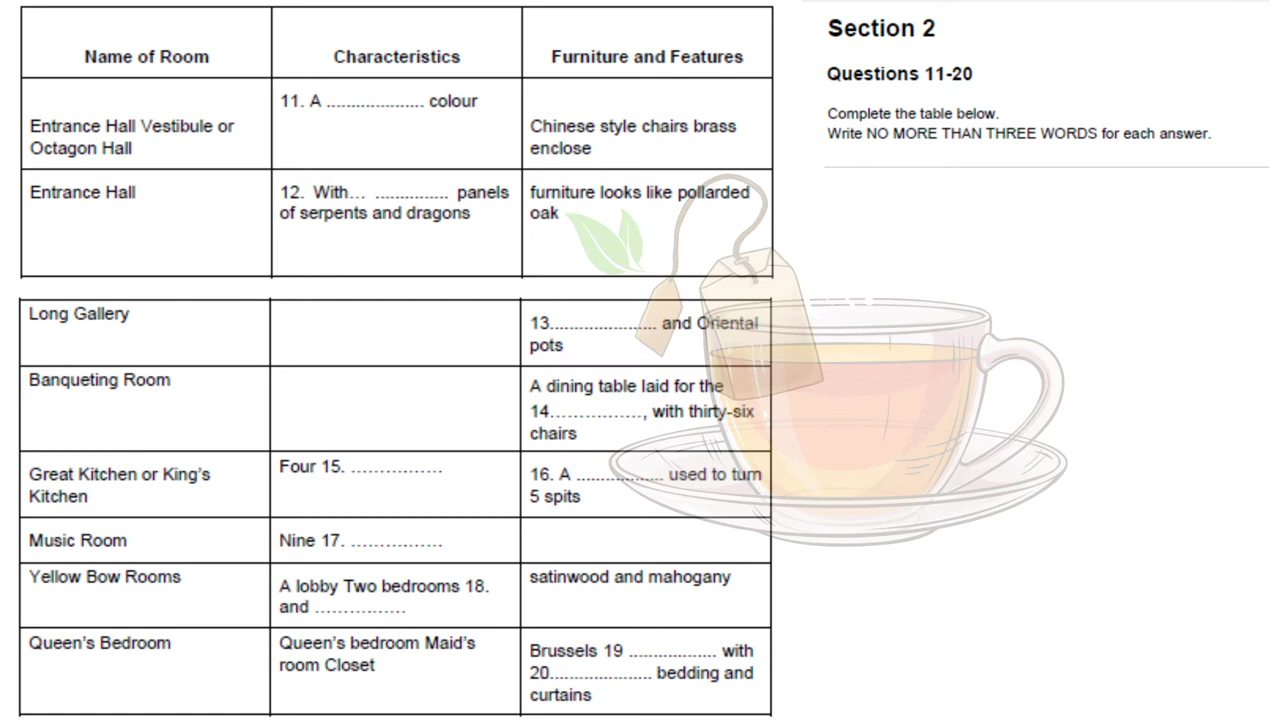 Name of Room Characteristics Furniture and Features
11. A ..................... colour
Entrance Hall Vestibule or
Octagon Hall
Chinese style chairs brass
enclose
Entrance Hall
12. With... ................ panels
of serpents and dragons
furniture looks like pollarded
oak
Long Gallery
13....................... and Oriental
pots
Banqueting Room
A dining table laid for the
14………………, with thirty-six
chairs
Great Kitchen or King's
Kitchen
Four 15. ………………
16. A ................... used to turn
5 spits
Music Room
Nine 17. ………………
Yellow Bow Rooms
A lobby Two bedrooms 18.
and ………………
satinwood and mahogany
Queen's Bedroom
Queen's bedroom Maid's
room Closet
Brussels 19 ................... with
20...................... bedding and
curtains
Section 2
Questions 11-20
Complete the table below.
Write NO MORE THAN THREE WORDS for each answer.